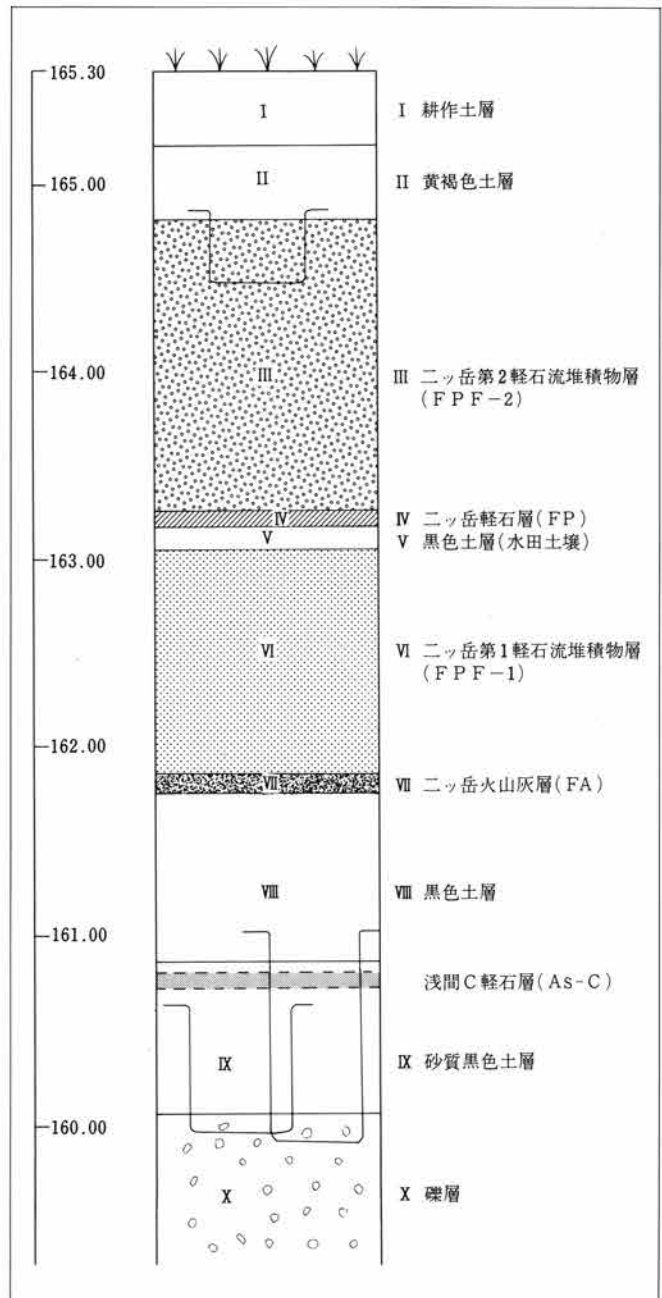 165.30
I
I 耕作土層
165.00
II
II 黄褐色土層
164.00
III
III 二ッ岳第2軽石流堆積物層
(FPF-2)
IV
IV 二ッ岳軽石層(FP)
V
V 黒色土層(水田土壌)
163.00
VI
VI 二ッ岳第1軽石流堆積物層
(FPF-1)
162.00
VII
VII 二ッ岳火山灰層(FA)
VIII
VIII 黒色土層
161.00
浅間C軽石層(As-C)
IX
IX 砂質黒色土層
160.00
X
X 礫層